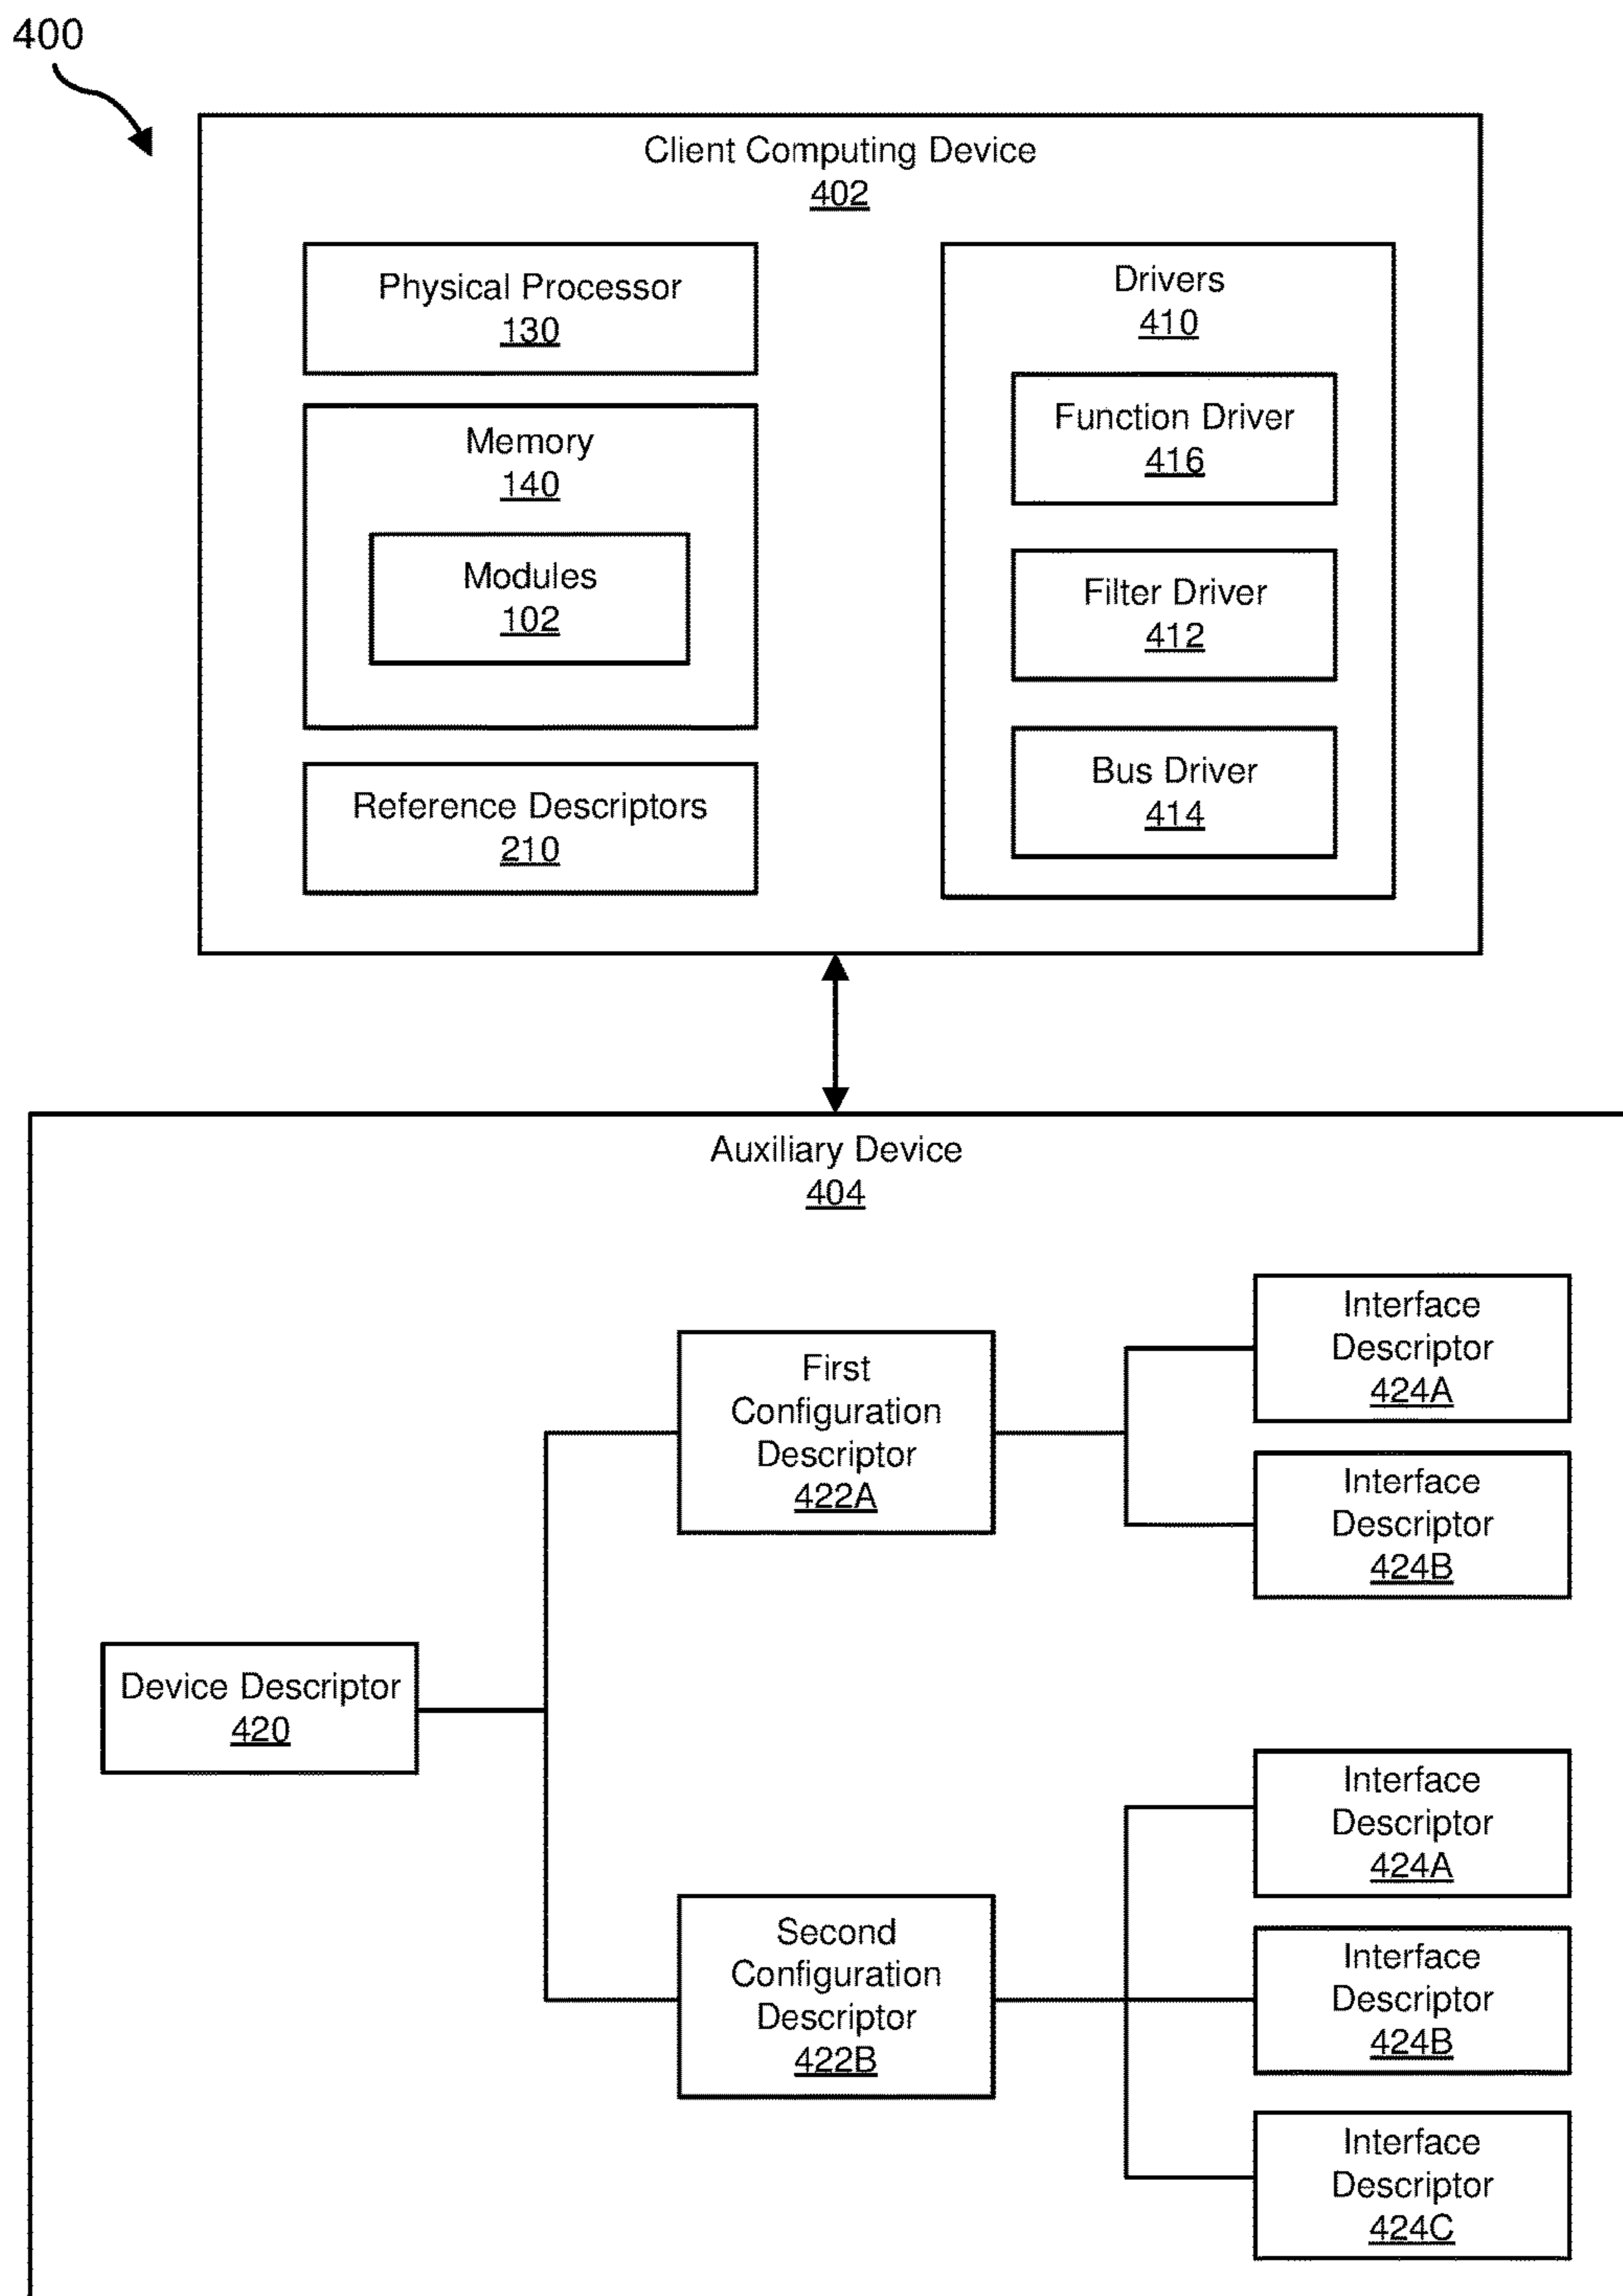 400
Client Computing Device
402
Physical Processor
130
Memory
140
Modules
102
Reference Descriptors
210
Drivers
410
Function Driver
416
Filter Driver
412
Bus Driver
414
Auxiliary Device
404
Device Descriptor
420
First
Configuration
Descriptor
422A
Interface
Descriptor
424A
Interface
Descriptor
424B
Second
Configuration
Descriptor
422B
Interface
Descriptor
424A
Interface
Descriptor
424B
Interface
Descriptor
424C